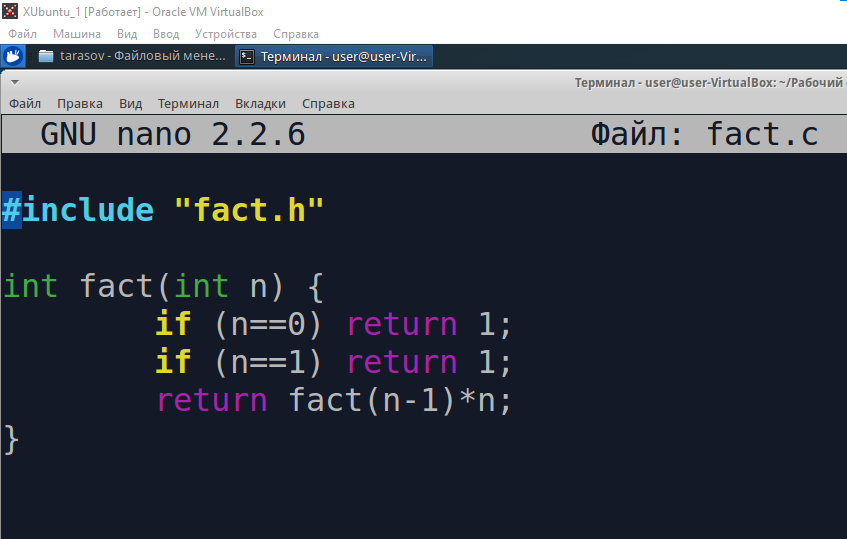 XUbuntu_1 [Работает] - Oracle VM VirtualBox
Файл Машина Вид Ввод Устройства Справка
tarasov - Файловый мене... Терминал - user@user-Vir...
Терминал - user@user-VirtualBox: ~/Рабочий
Файл Правка Вид Терминал Вкладки Справка
GNU nano 2.2.6 Файл: fact.c
#include "fact.h"
int fact(int n) {
if (n==0) return 1;
if (n==1) return 1;
return fact(n-1)*n;
}